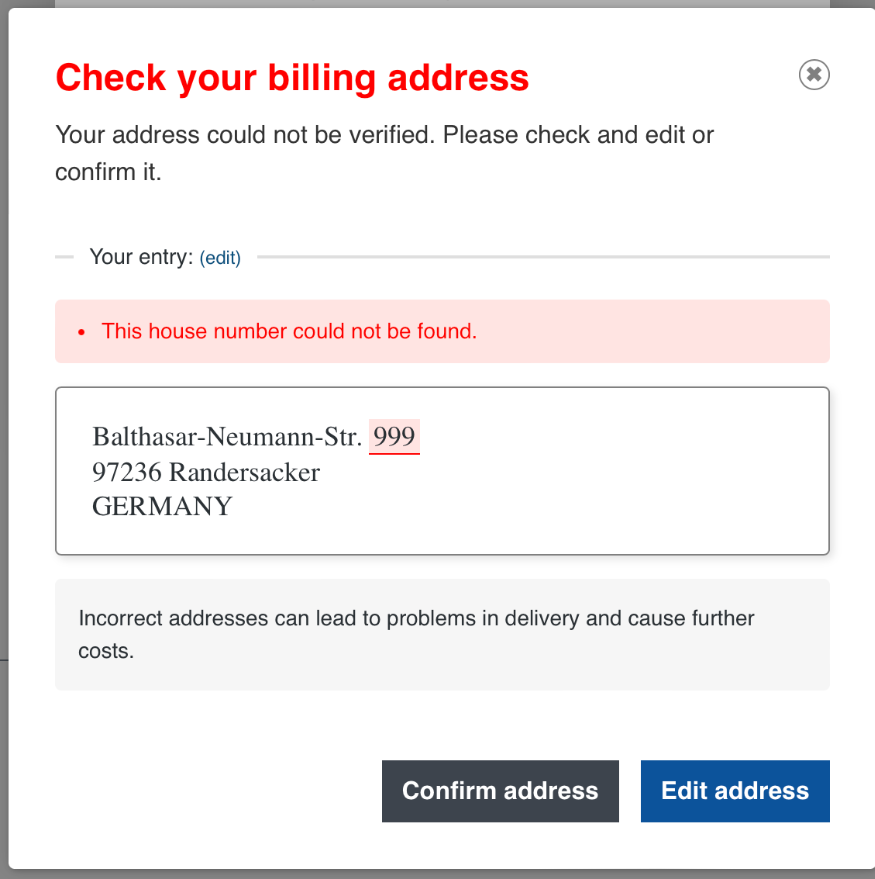 Check your billing address
Your address could not be verified. Please check and edit or
confirm it.
Your entry: (edit)
• This house number could not be found.
Balthasar-Neumann-Str. 999
97236 Randersacker
GERMANY
Incorrect addresses can lead to problems in delivery and cause further
costs.
Confirm address
Edit address